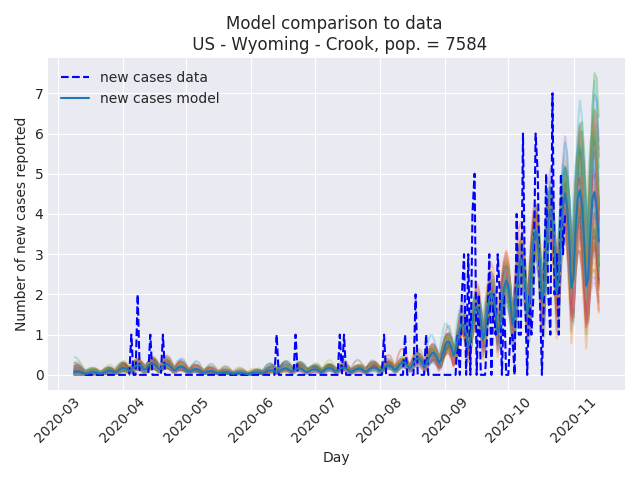 Model comparison to data
US - Wyoming - Crook, pop. = 7584
new cases data
new cases model
Number of new cases reported
7
6
5
4
3
2
1
0
2020-03
2020-04
2020-05
2020-06
2020-07
2020-08
2020-09
2020-10
2020-11
Day